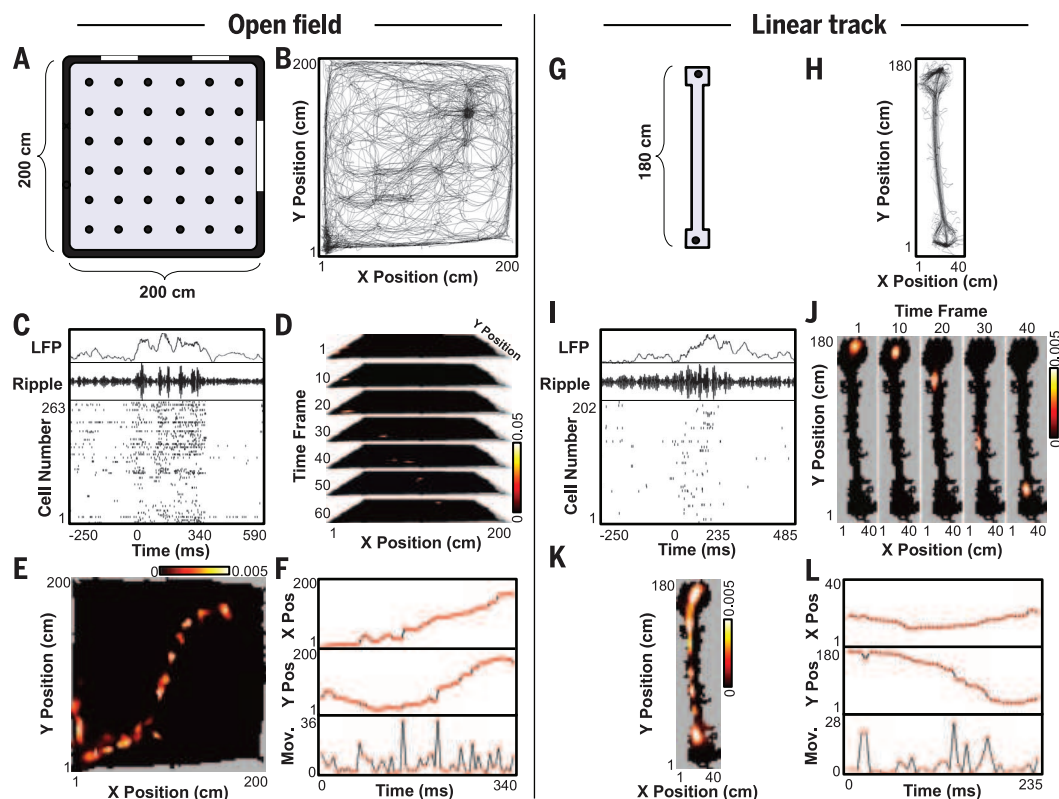 Open field
Linear track
A
200 cm
200 cm
B
200
Y Position (cm)
1
1
200
X Position (cm)
G
180 cm
H
180
Y Position (cm)
1
1
40
X Position (cm)
C
LFP
Ripple
263
Cell Number
1
-250
0
340
590
Time (ms)
D
Y Position
Time Frame
1
10
20
30
40
50
60
0.05
0
1
200
X Position (cm)
I
LFP
Ripple
202
Cell Number
1
-250
0
235
485
Time (ms)
J
Time Frame
1 10 20 30 40
180
Y Position (cm)
1
0.005
0
1 40 1 40 1 40 1 40 1 40
X Position (cm)
E
0
0.005
200
Y Position (cm)
1
1
200
X Position (cm)
F
X Pos
1
200
Y Pos
1
36
Mov.
0
0
340
Time (ms)
K
180
Y Position (cm)
1
0.005
0
1 40
X Position (cm)
L
40
X Pos
1
180
Y Pos
1
28
Mov.
0
0
235
Time (ms)